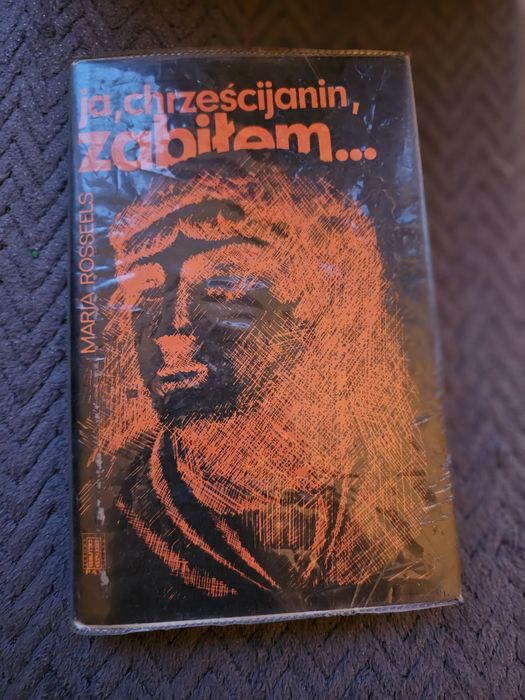 ja, chrześcijanin,
zabiłem...
MARIA ROSSEELS